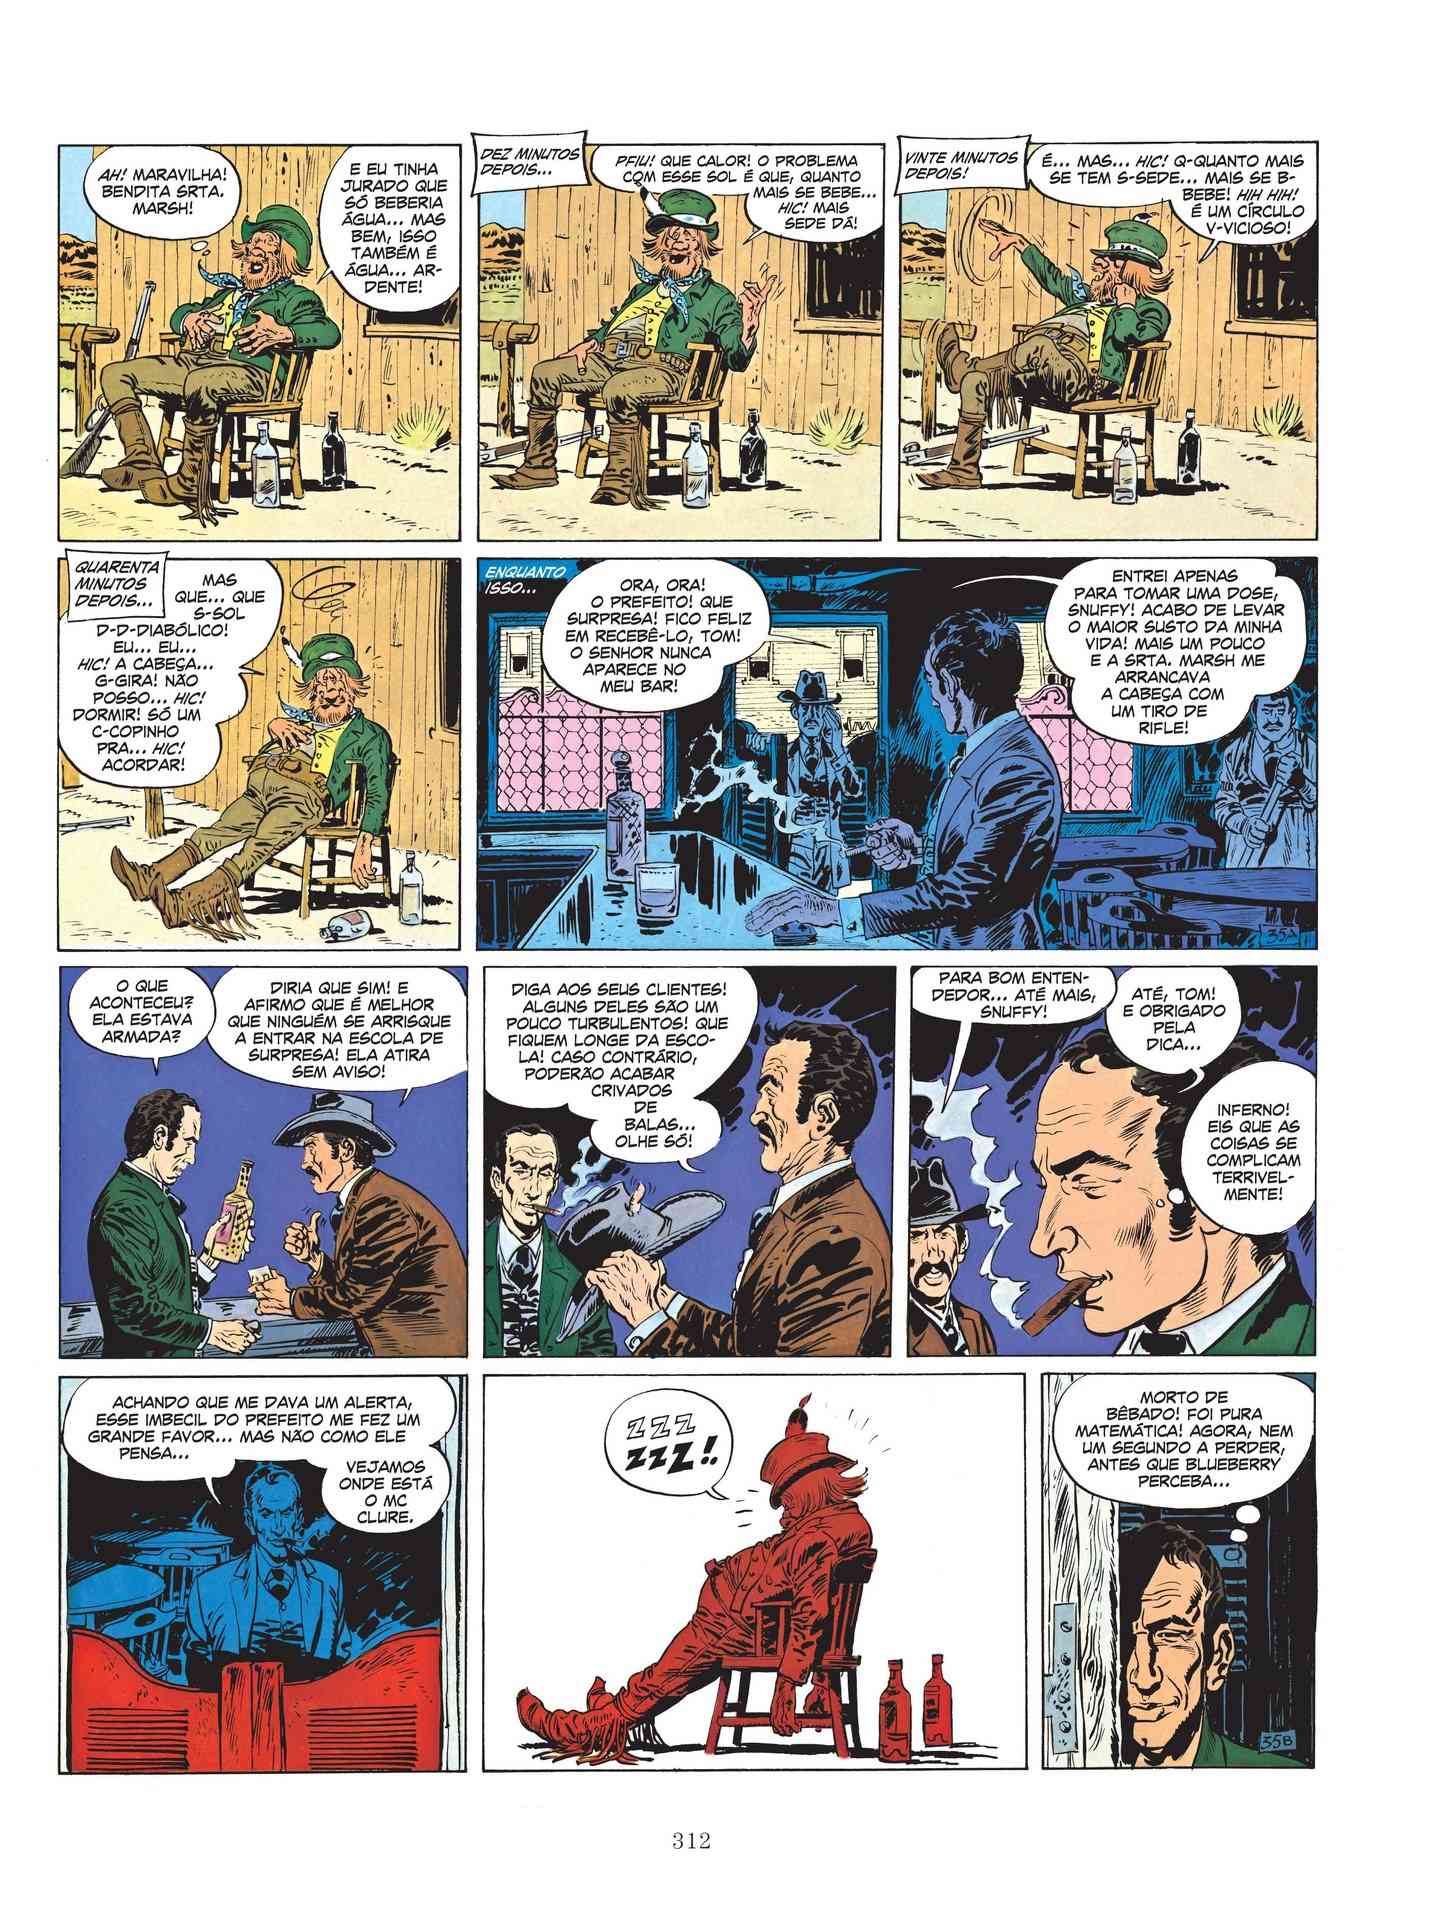 AH! MARAVILHA!
BENDITA SRTA.
MARSH!
E EU TINHA
JURADO QUE
SÓ BEBERIA
ÁGUA... MAS
BEM, ISSO
TAMBÉM É
ÁGUA... AR-
DENTE!
DEZ MINUTOS
DEPOIS...
PFIU! QUE CALOR! O PROBLEMA
COM ESSE SOL É QUE, QUANTO
MAIS SE BEBE...
HIC! MAIS
SEDE DÁ!
VINTE MINUTOS
DEPOIS!
É... MAS... HIC! Q-QUANTO MAIS
SE TEM S-SEDE... MAIS SE B-
BEBE! HIH HIH!
É UM CÍRCULO
V-VICIOSO!
QUARENTA
MINUTOS
DEPOIS...
MAS
QUE... QUE
S-SOL
D-D-DIABÓLICO!
EU... EU...
HIC! A CABEÇA...
G-GIRA! NÃO
POSSO... HIC!
DORMIR! SÓ UM
C-COPINHO
PRA... HIC!
ACORDAR!
ENQUANTO
ISSO...
ORA, ORA!
O PREFEITO! QUE
SURPRESA! FICO FELIZ
EM RECEBÊ-LO, TOM!
O SENHOR NUNCA
APARECE NO
MEU BAR!
ENTREI APENAS
PARA TOMAR UMA DOSE,
SNUFFY! ACABO DE LEVAR
O MAIOR SUSTO DA MINHA
VIDA! MAIS UM POUCO
E A SRTA. MARSH ME
ARRANCAVA
A CABEÇA COM
UM TIRO DE
RIFLE!
35A
O QUE
ACONTECEU?
ELA ESTAVA
ARMADA?
DIRIA QUE SIM! E
AFIRMO QUE É MELHOR
QUE NINGUÉM SE ARRISQUE
A ENTRAR NA ESCOLA DE
SURPRESA! ELA ATIRA
SEM AVISO!
DIGA AOS SEUS CLIENTES!
ALGUNS DELES SÃO UM
POUCO TURBULENTOS! QUE
FIQUEM LONGE DA ESCO-
LA! CASO CONTRÁRIO,
PODERÃO ACABAR
CRIVADOS
DE
BALAS...
OLHE SÓ!
PARA BOM ENTEN-
DEDOR... ATÉ MAIS,
SNUFFY!
ATÉ, TOM!
E OBRIGADO
PELA
DICA...
INFERNO!
EIS QUE AS
COISAS SE
COMPLICAM
TERRIVEL-
MENTE!
ACHANDO QUE ME DAVA UM ALERTA,
ESSE IMBECIL DO PREFEITO ME FEZ UM
GRANDE FAVOR... MAS NÃO COMO ELE
PENSA...
VEJAMOS
ONDE ESTÁ
O MC
CLURE.
ZZZ
ZZZ!!
MORTO DE
BÊBADO! FOI PURA
MATEMÁTICA! AGORA, NEM
UM SEGUNDO A PERDER,
ANTES QUE BLUEBERRY
PERCEBA...
35B
312